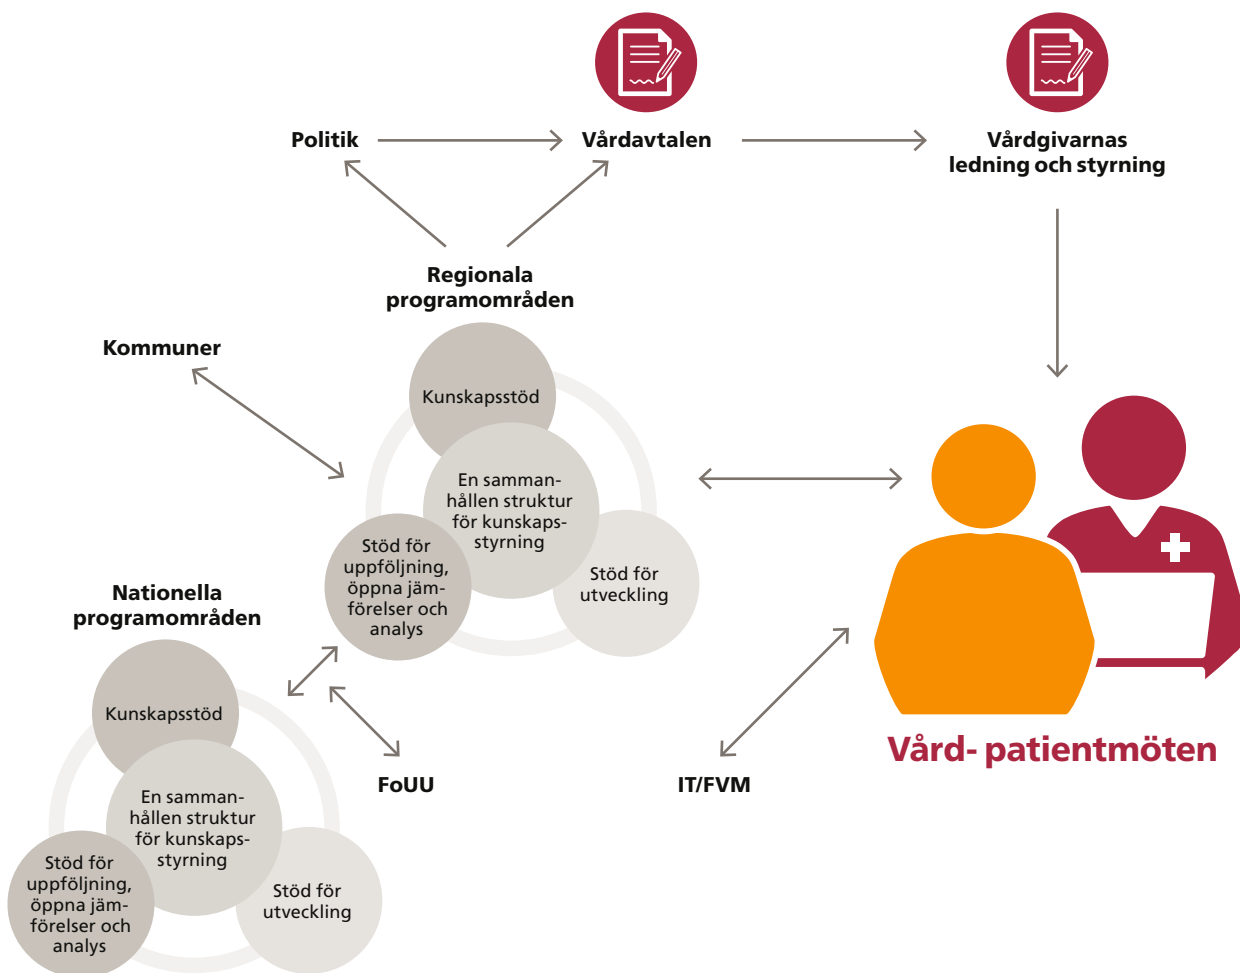 Politik
Vårdavtalen
Vårdgivarnas
ledning och styrning
Regionala
programområden
Kommuner
Kunskapsstöd
En samman-
hållen struktur
för kunskaps-
styrning
Stöd för
uppföljning,
öppna jäm-
förelser och
analys
Stöd för
utveckling
Nationella
programområden
Kunskapsstöd
En samman-
hållen struktur
för kunskaps-
styrning
Stöd för
uppföljning,
öppna jäm-
förelser och
analys
Stöd för
utveckling
FoUU
IT/FVM
Vård- patientmöten